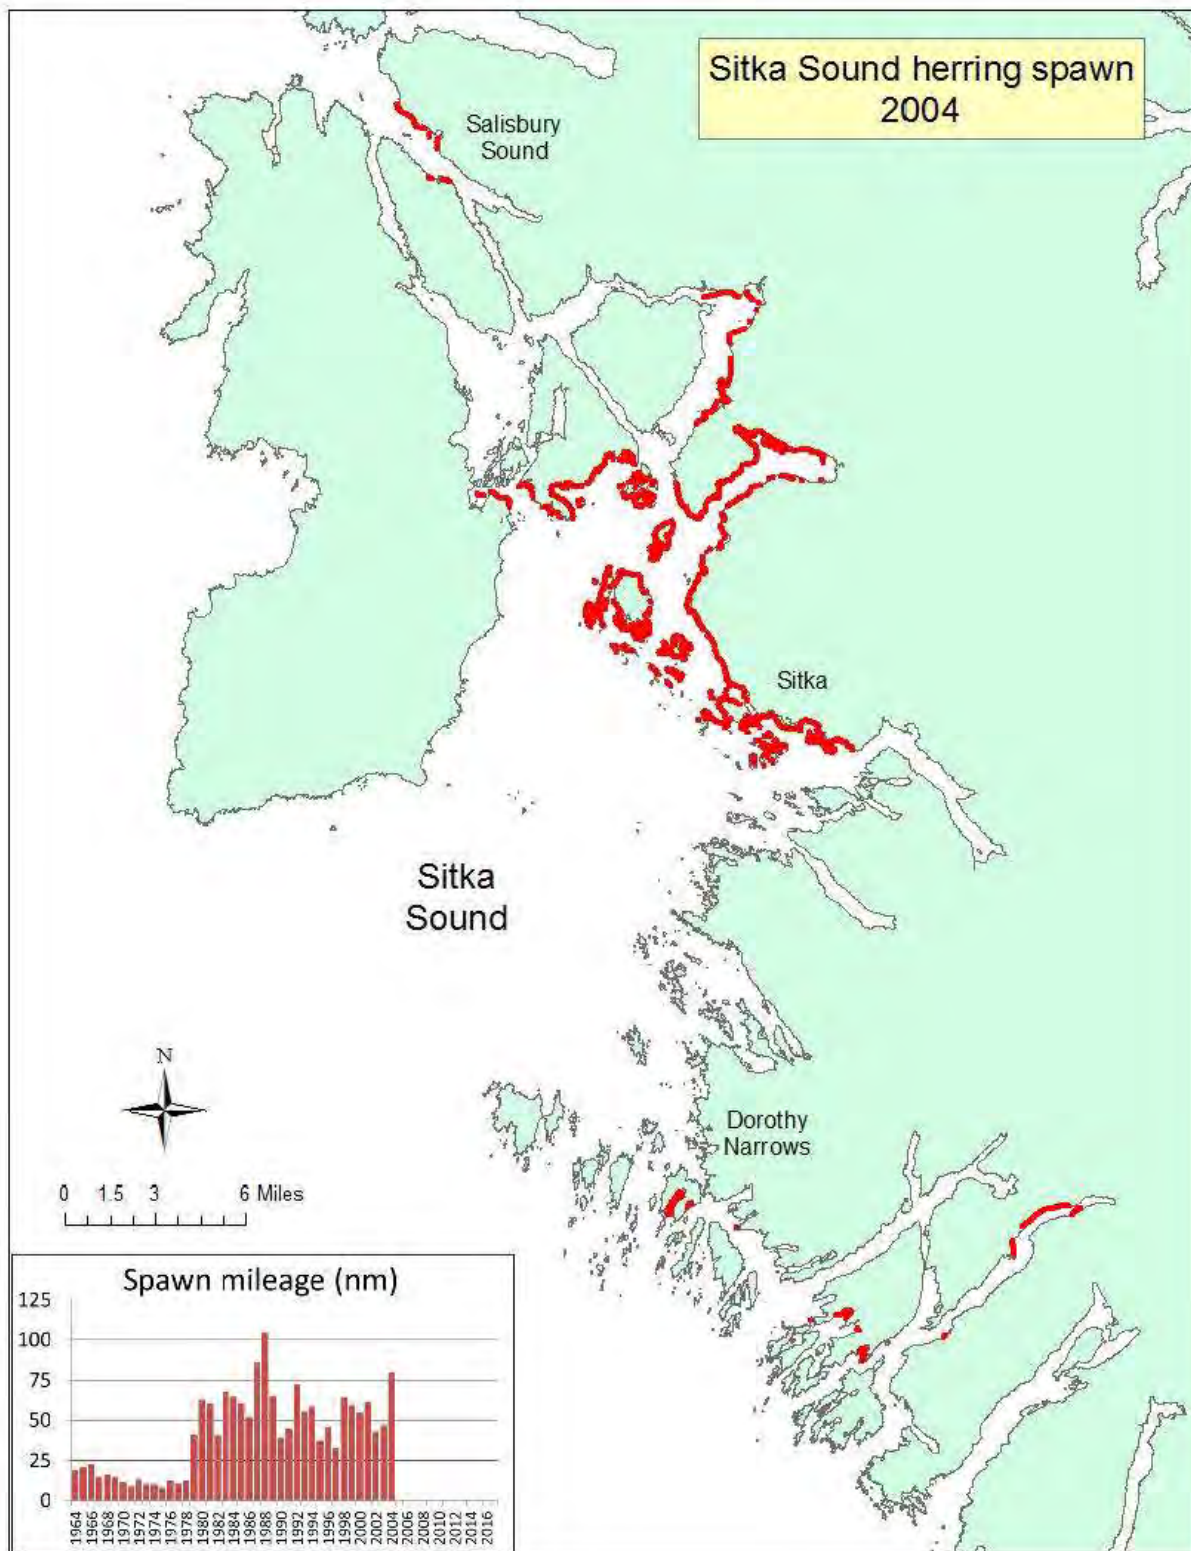 Sitka Sound herring spawn
2004
Salisbury
Sound
Sitka
Sitka
Sound
N
Dorothy
Narrows
0 1.5 3 6 Miles
Spawn mileage (nm)
125
100
75
50
25
0
1964 1966 1968 1970 1972 1974 1976 1978 1980 1982 1984 1986 1988 1990 1992 1994 1996 1998 2000 2002 2004 2006 2008 2010 2012 2014 2016